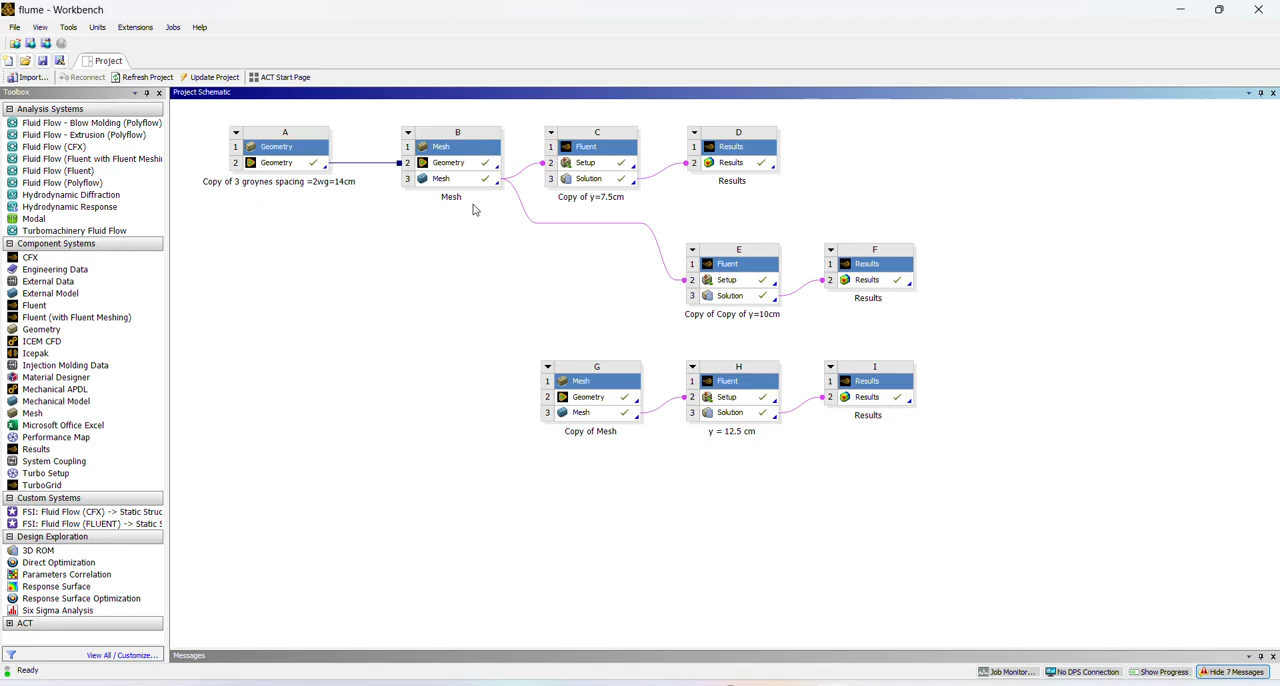 flume - Workbench
File View Tools Units Extensions Jobs Help
Project
Import... Reconnect Refresh Project Update Project ACT Start Page
Toolbox
Analysis Systems
Fluid Flow - Blow Molding (Polyflow)
Fluid Flow - Extrusion (Polyflow)
Fluid Flow (CFX)
Fluid Flow (Fluent with Fluent Meshin
Fluid Flow (Fluent)
Fluid Flow (Polyflow)
Hydrodynamic Diffraction
Hydrodynamic Response
Modal
Turbomachinery Fluid Flow
Component Systems
CFX
Engineering Data
External Data
External Model
Fluent
Fluent (with Fluent Meshing)
Geometry
ICEM CFD
Icepak
Injection Molding Data
Material Designer
Mechanical APDL
Mechanical Model
Mesh
Microsoft Office Excel
Performance Map
Results
System Coupling
Turbo Setup
TurboGrid
Custom Systems
FSI: Fluid Flow (CFX) -> Static Struc
FSI: Fluid Flow (FLUENT) -> Static S
Design Exploration
3D ROM
Direct Optimization
Parameters Correlation
Response Surface
Response Surface Optimization
Six Sigma Analysis
ACT
View All / Customize...
Project Schematic
A
1 Geometry
2 Geometry
Copy of 3 groynes spacing =2wg=14cm
B
1 Mesh
2 Geometry
3 Mesh
Mesh
C
1 Fluent
2 Setup
3 Solution
Copy of y=7.5cm
D
1 Results
2 Results
Results
E
1 Fluent
2 Setup
3 Solution
Copy of Copy of y=10cm
F
1 Results
2 Results
Results
G
1 Mesh
2 Geometry
3 Mesh
Copy of Mesh
H
1 Fluent
2 Setup
3 Solution
y = 12.5 cm
I
1 Results
2 Results
Results
Messages
Ready
Job Monitor... No DPS Connection Show Progress Hide 7 Messages